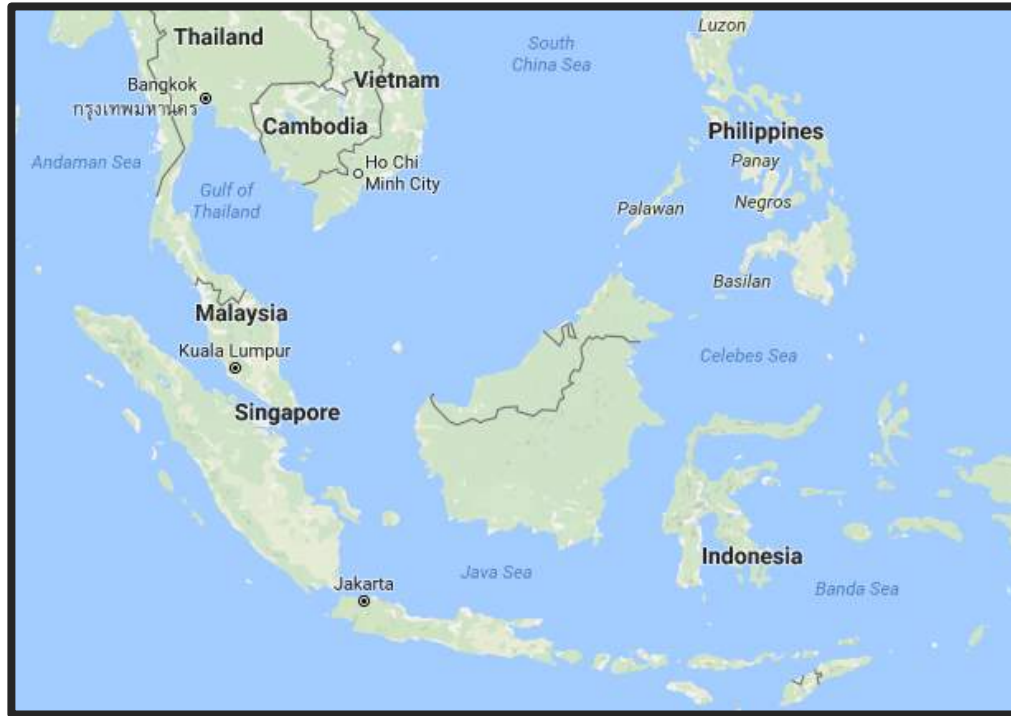 Luzon
Thailand
South
China Sea
Vietnam
Bangkok
กรุงเทพมหานคร
Cambodia
Philippines
Andaman Sea
Ho Chi
Minh City
Panay
Gulf of
Thailand
Negros
Palawan
Basilan
Malaysia
Kuala Lumpur
Celebes Sea
Singapore
Indonesia
Java Sea
Jakarta
Banda Sea